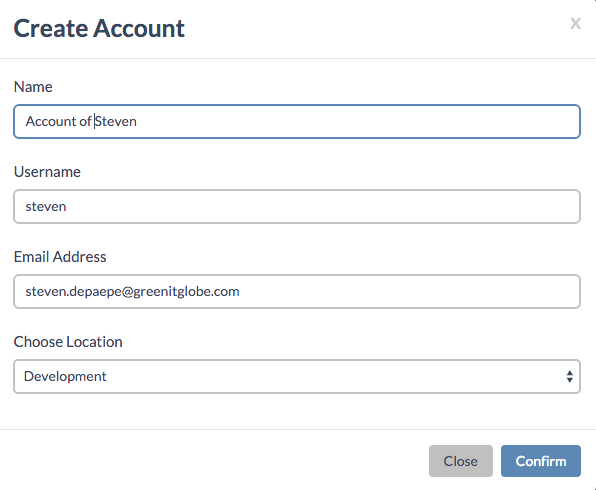 Create Account
X
Name
Account of Steven
Username
steven
Email Address
steven.depaepe@greenitglobe.com
Choose Location
Development
Close
Confirm